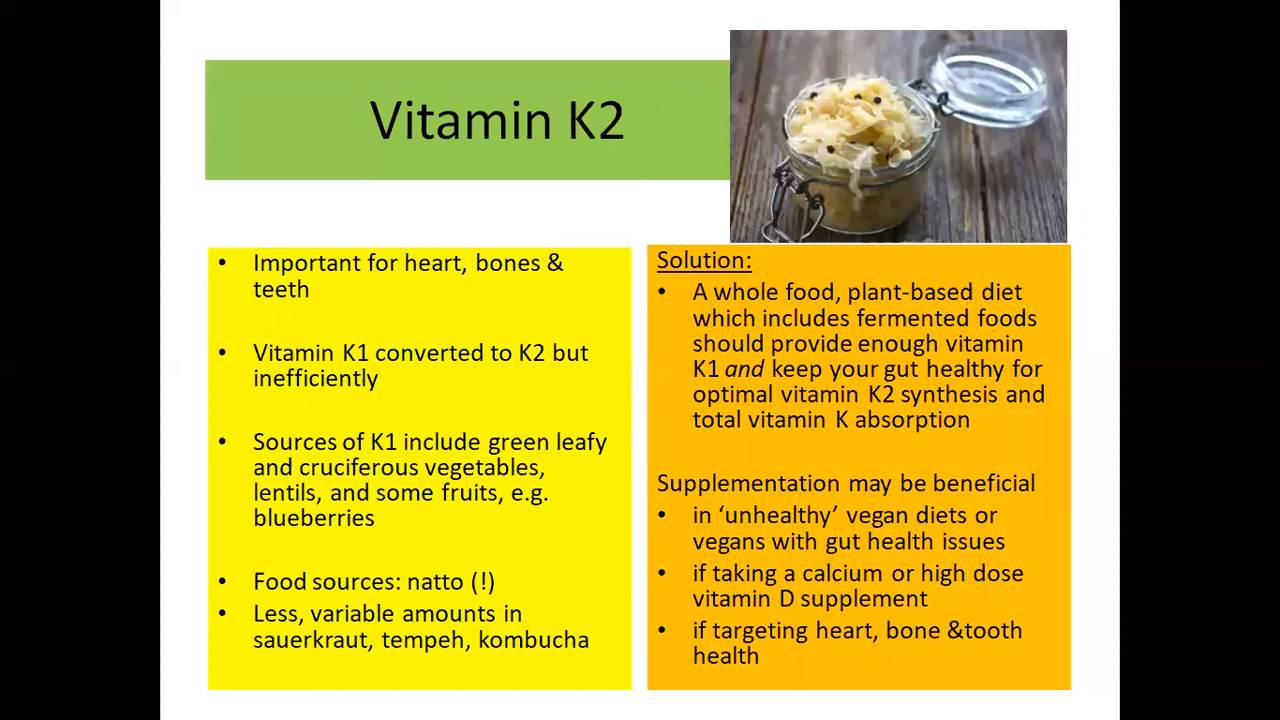 Vitamin K2
• Important for heart, bones &
teeth
• Vitamin K1 converted to K2 but
inefficiently
• Sources of K1 include green leafy
and cruciferous vegetables,
lentils, and some fruits, e.g.
blueberries
• Food sources: natto (!)
• Less, variable amounts in
sauerkraut, tempeh, kombucha
Solution:
• A whole food, plant-based diet
which includes fermented foods
should provide enough vitamin
K1 and keep your gut healthy for
optimal vitamin K2 synthesis and
total vitamin K absorption
Supplementation may be beneficial
• in ‘unhealthy’ vegan diets or
vegans with gut health issues
• if taking a calcium or high dose
vitamin D supplement
• if targeting heart, bone &tooth
health